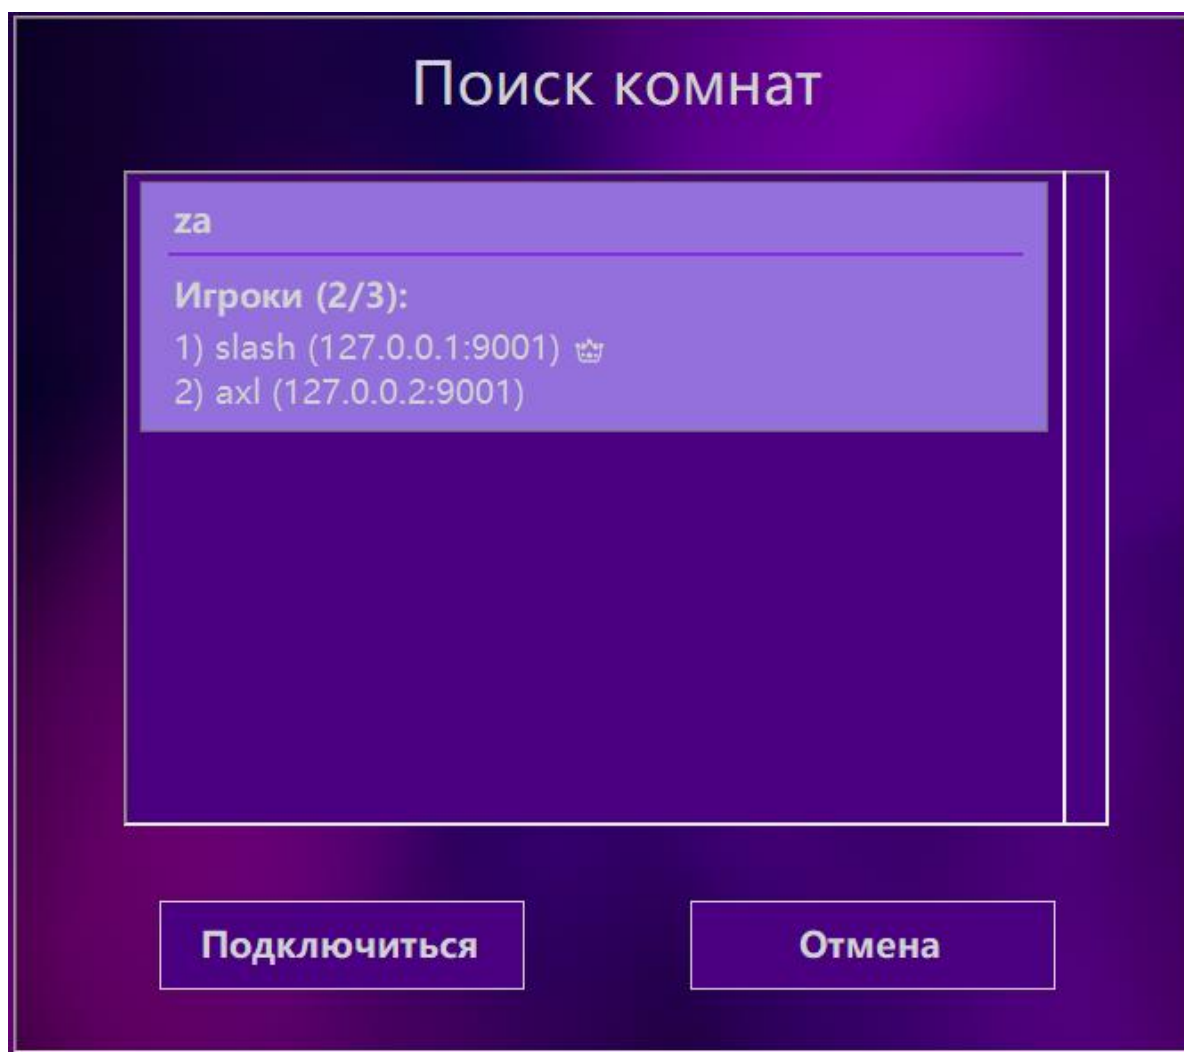 Поиск комнат
za
Игроки (2/3):
1) slash (127.0.0.1:9001)
2) axl (127.0.0.2:9001)
Подключиться
Отмена